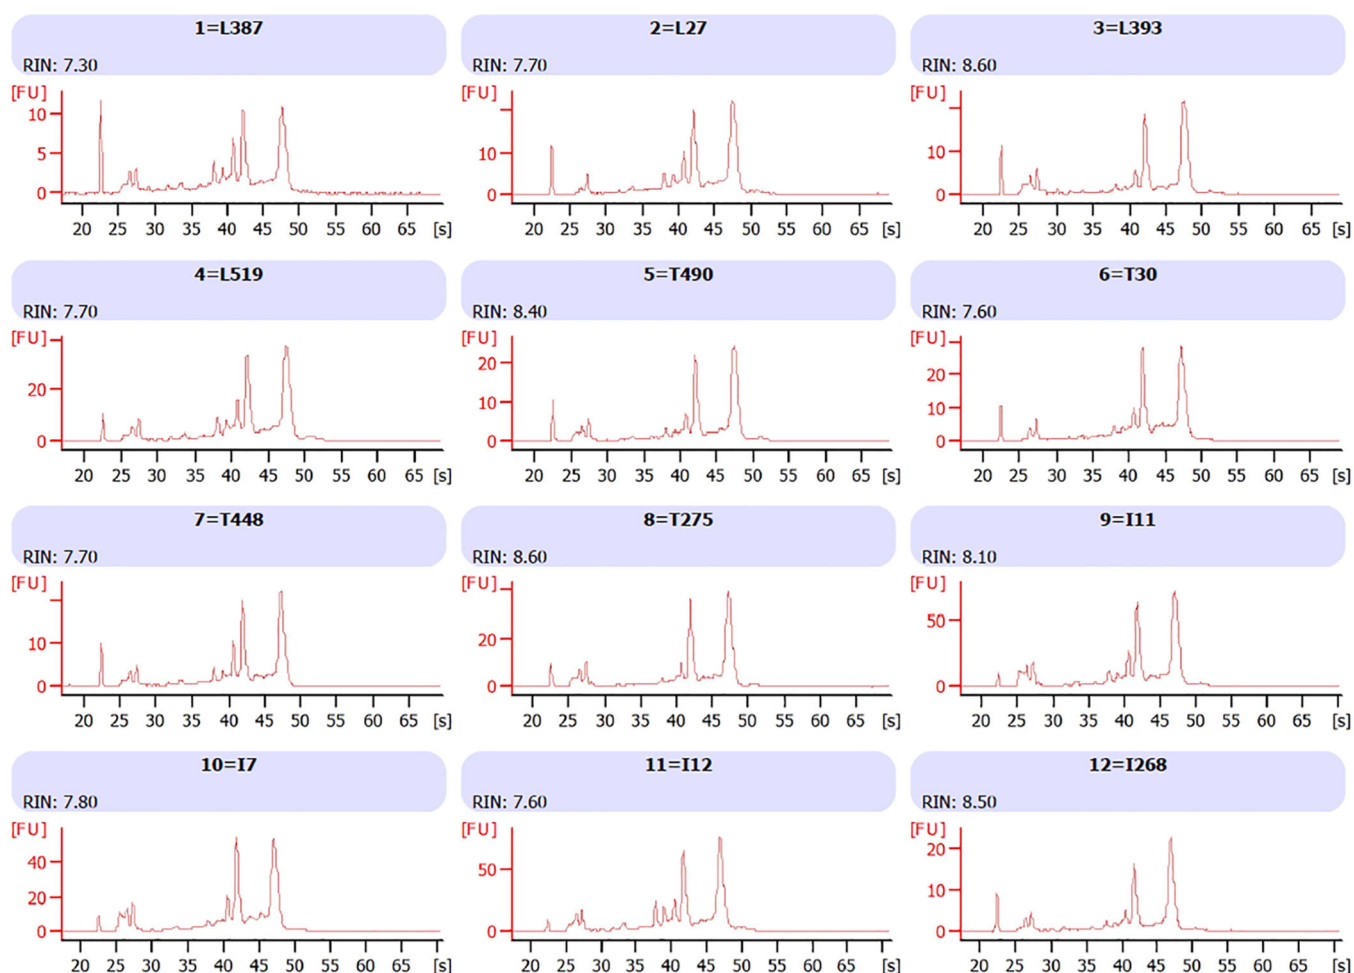 1=L387
RIN: 7.30
[FU]
10
5
0
20 25 30 35 40 45 50 55 60 65 [s]
2=L27
RIN: 7.70
[FU]
10
0
20 25 30 35 40 45 50 55 60 65 [s]
3=L393
RIN: 8.60
[FU]
10
0
20 25 30 35 40 45 50 55 60 65 [s]
4=L519
RIN: 7.70
[FU]
20
0
20 25 30 35 40 45 50 55 60 65 [s]
5=T490
RIN: 8.40
[FU]
20
10
0
20 25 30 35 40 45 50 55 60 65 [s]
6=T30
RIN: 7.60
[FU]
20
10
0
20 25 30 35 40 45 50 55 60 65 [s]
7=T448
RIN: 7.70
[FU]
10
0
20 25 30 35 40 45 50 55 60 65 [s]
8=T275
RIN: 8.60
[FU]
20
0
20 25 30 35 40 45 50 55 60 65 [s]
9=I11
RIN: 8.10
[FU]
50
0
20 25 30 35 40 45 50 55 60 65 [s]
10=I7
RIN: 7.80
[FU]
40
20
0
20 25 30 35 40 45 50 55 60 65 [s]
11=I12
RIN: 7.60
[FU]
50
0
20 25 30 35 40 45 50 55 60 65 [s]
12=I268
RIN: 8.50
[FU]
20
10
0
20 25 30 35 40 45 50 55 60 65 [s]